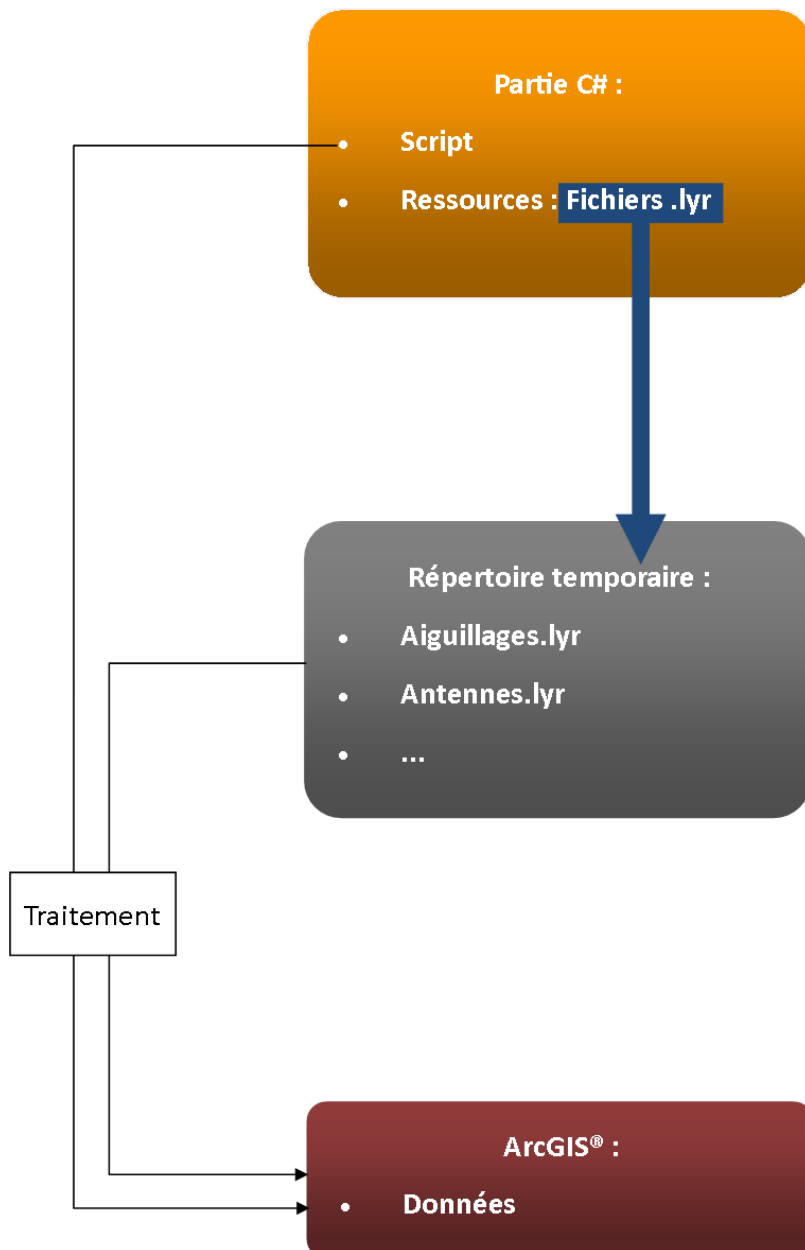 Partie C# :
• Script
• Ressources : Fichiers .lyr
Répertoire temporaire :
• Aiguillages.lyr
• Antennes.lyr
• ...
Traitement
ArcGIS® :
• Données